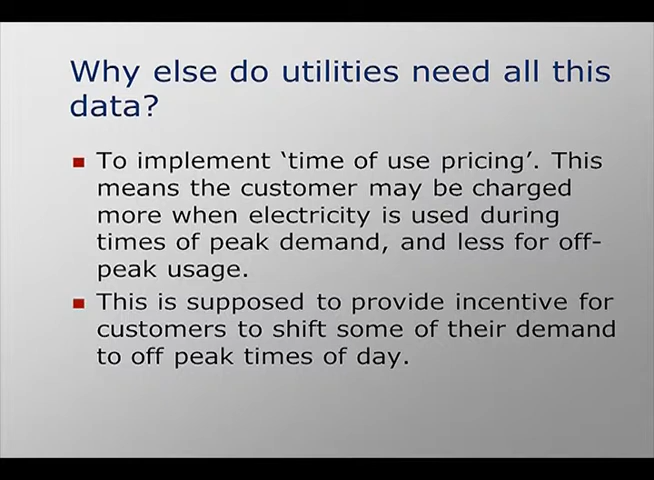 Why else do utilities need all this
data?
To implement ‘time of use pricing’. This
means the customer may be charged
more when electricity is used during
times of peak demand, and less for off-
peak usage.
This is supposed to provide incentive for
customers to shift some of their demand
to off peak times of day.